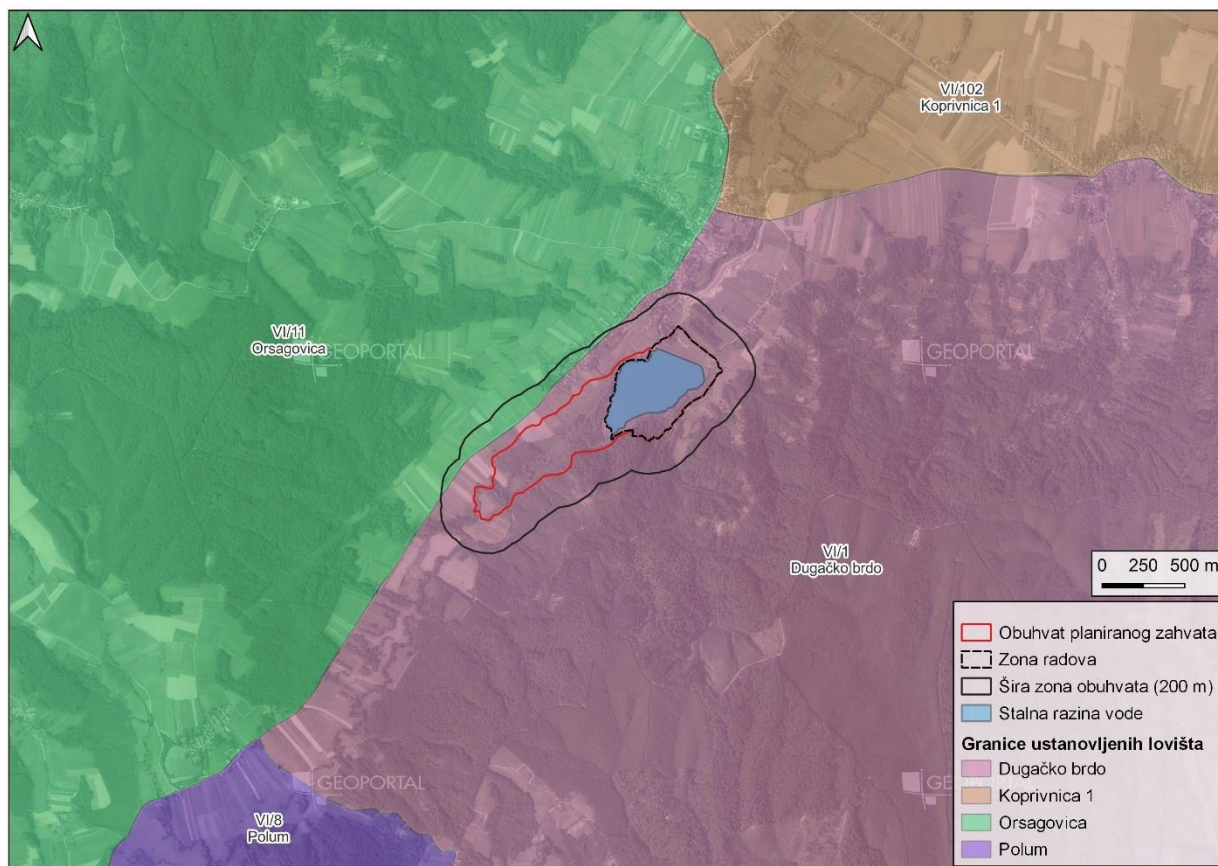 VI/102
Koprivnica 1
VI/11
Orsagovica
GEOPORTAL
GEOPORTAL
VI/1
Dugačko brdo
0 250 500 m
Obuhvat planiranog zahvata
Zona radova
Šira zona obuhvata (200 m)
Stalna razina vode
Granice ustanovljenih lovišta
Dugačko brdo
Koprivnica 1
Orsagovica
Polum
GEOPORTAL
GEOPORTAL
VI/8
Polum